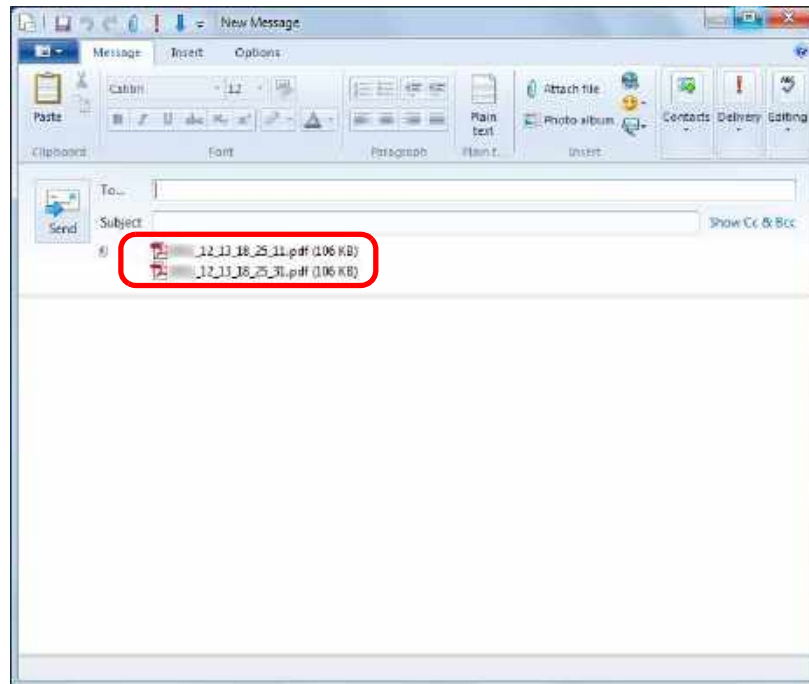 New Message
Message Insert Options
Paste
Calibri 12
Plain text
Attach file
Photo album
Contacts Delivery Editing
Clipboard Font Paragraph Insert
To...
Send
Subject Show Cc & Bcc
_12_13_18_25_11.pdf (106 KB)
_12_13_18_25_31.pdf (106 KB)